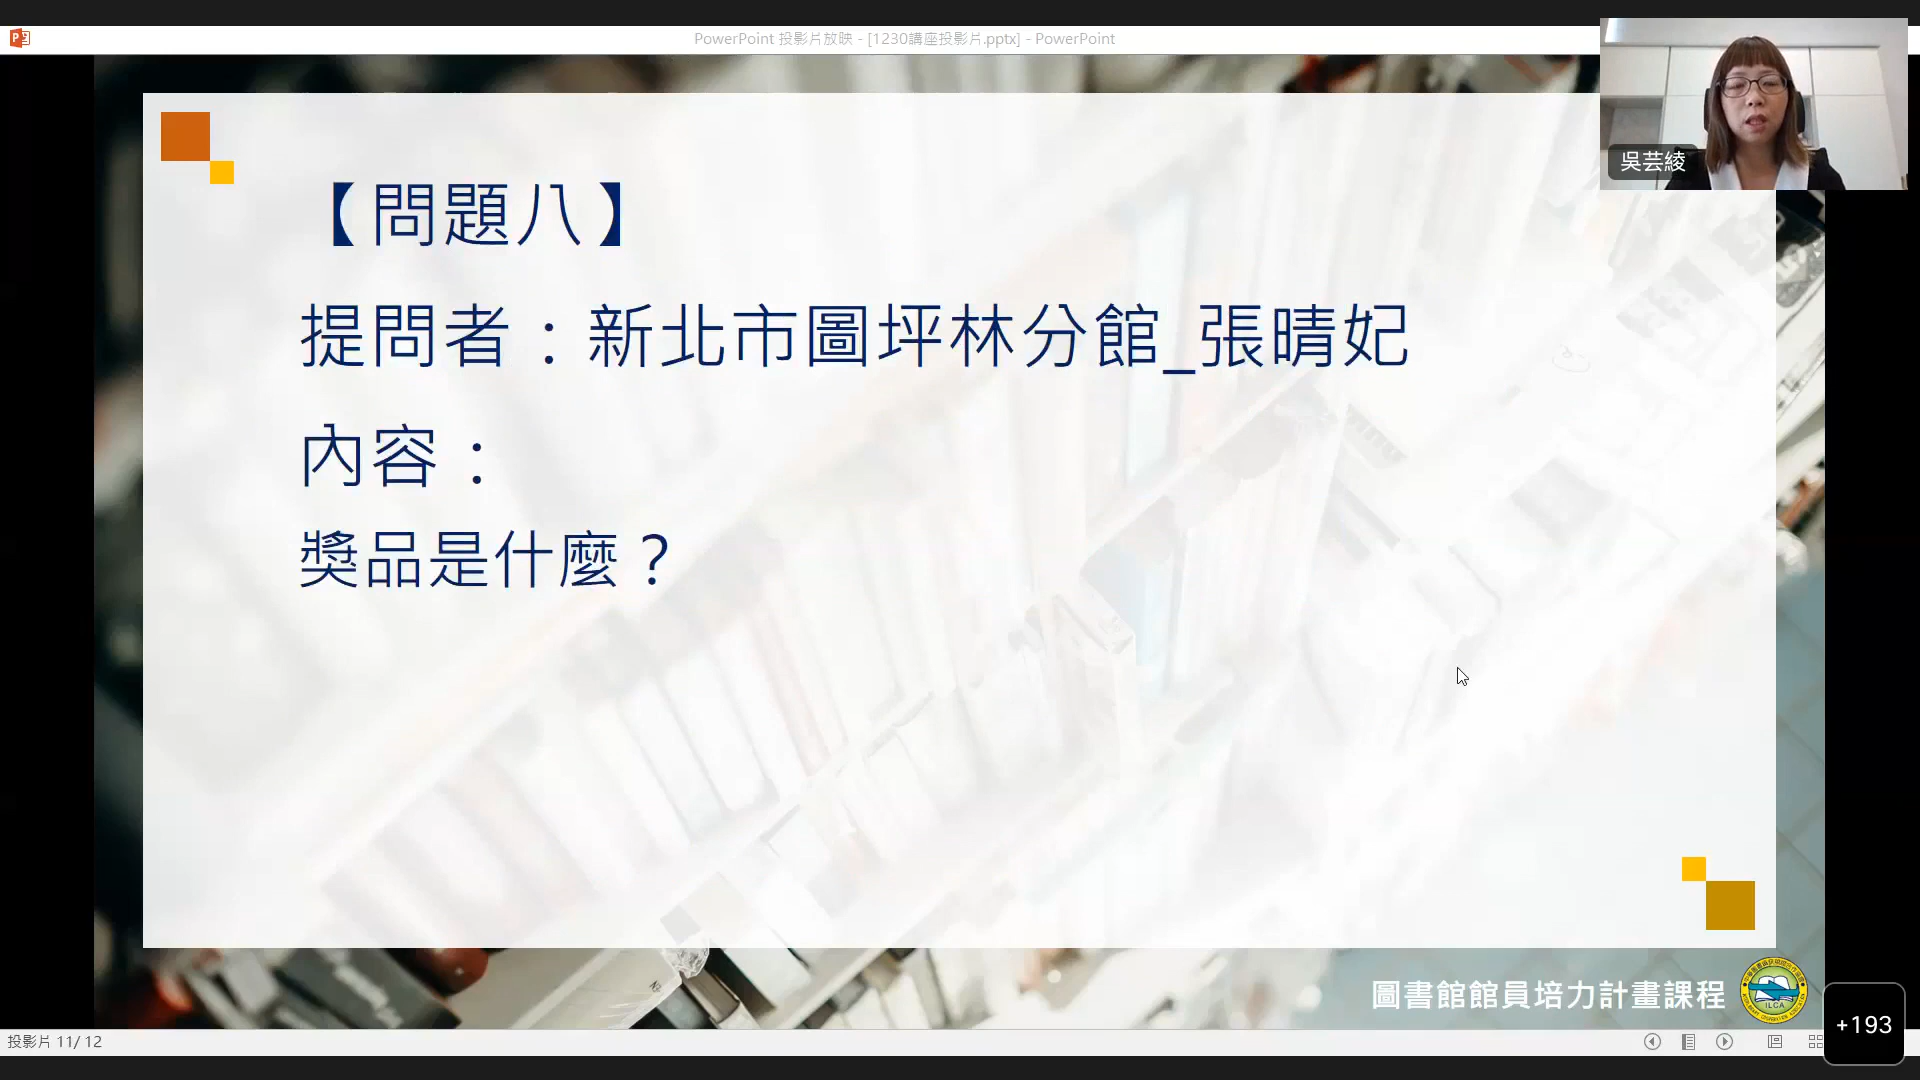 PowerPoint 投影片放映 - [1230講座投影片.pptx] - PowerPoint
吳芸綾
【問題八】
提問者：新北市圖坪林分館_張晴妃
內容：
獎品是什麼？
圖書館館員培力計畫課程
ILCA
+193
投影片 11/ 12